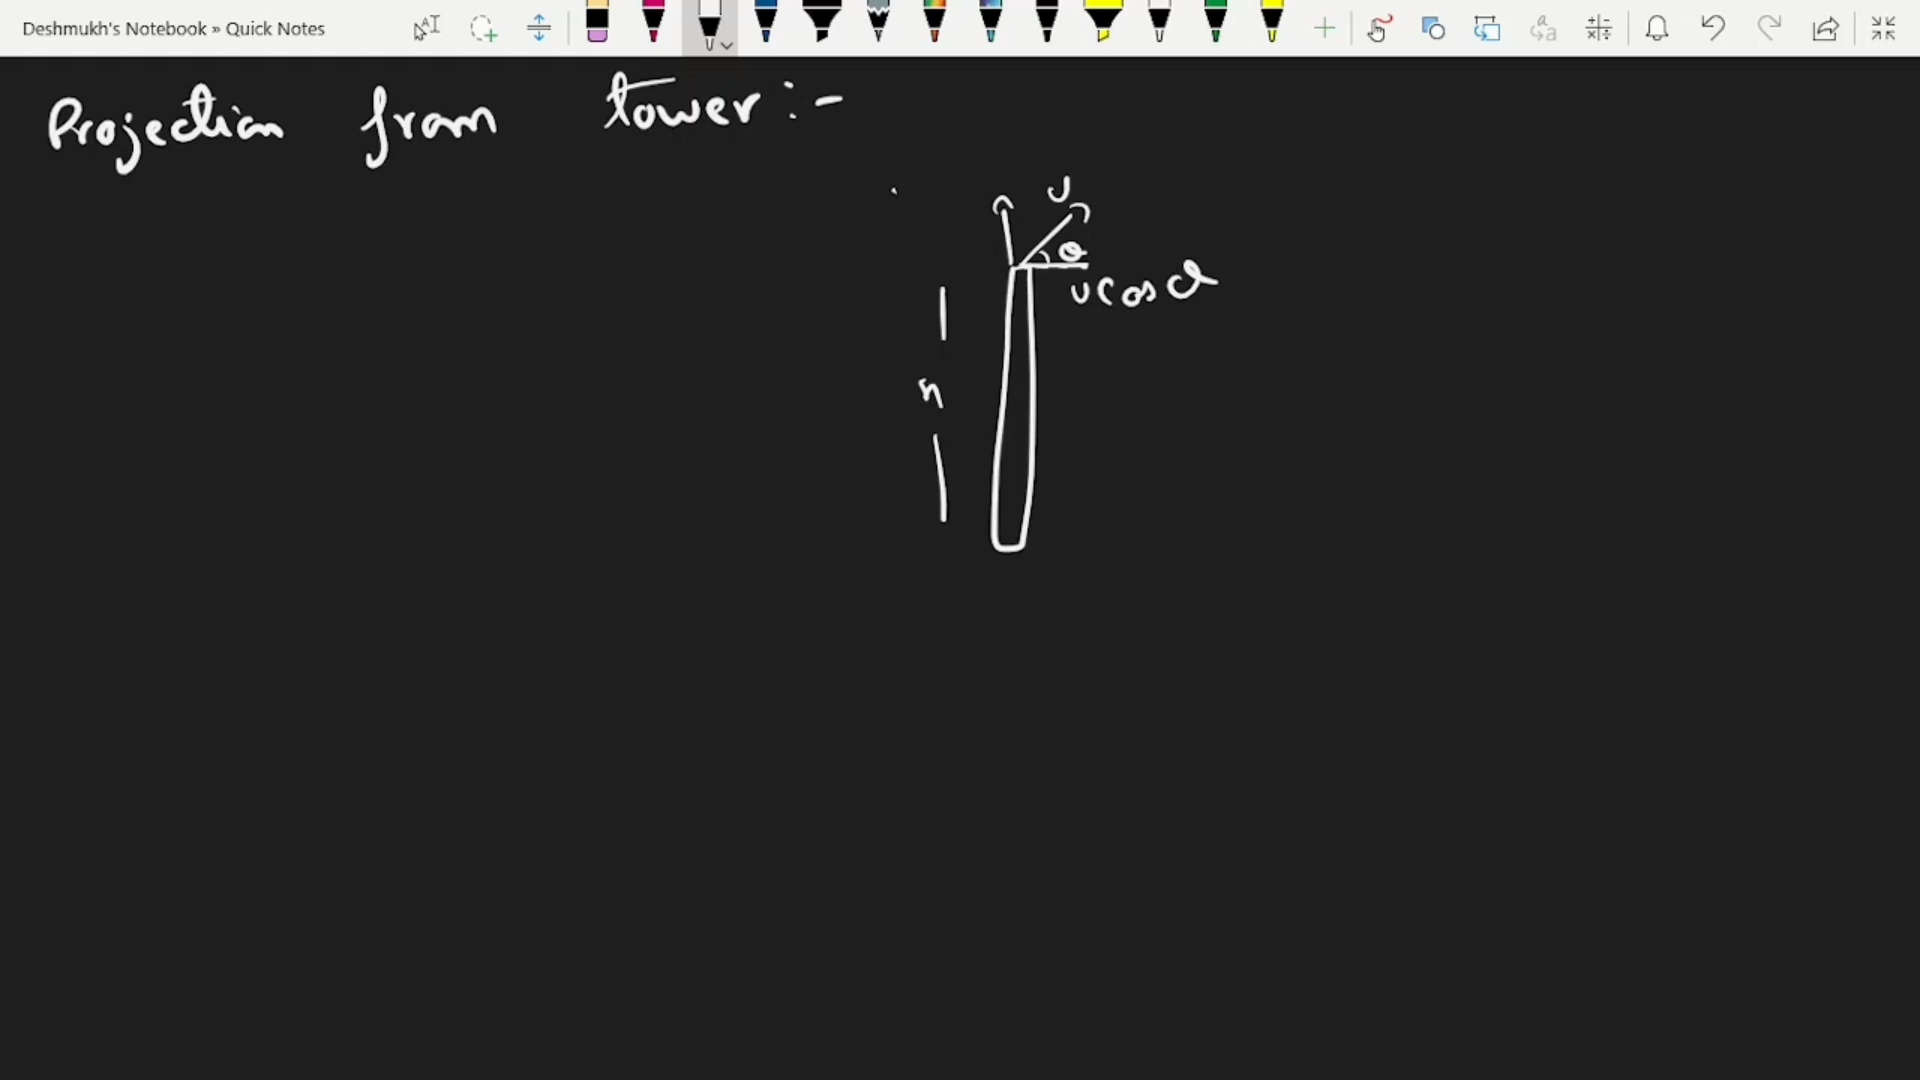 Deshmukh's Notebook » Quick Notes
Projection from tower :-
u
θ
u cos θ
h